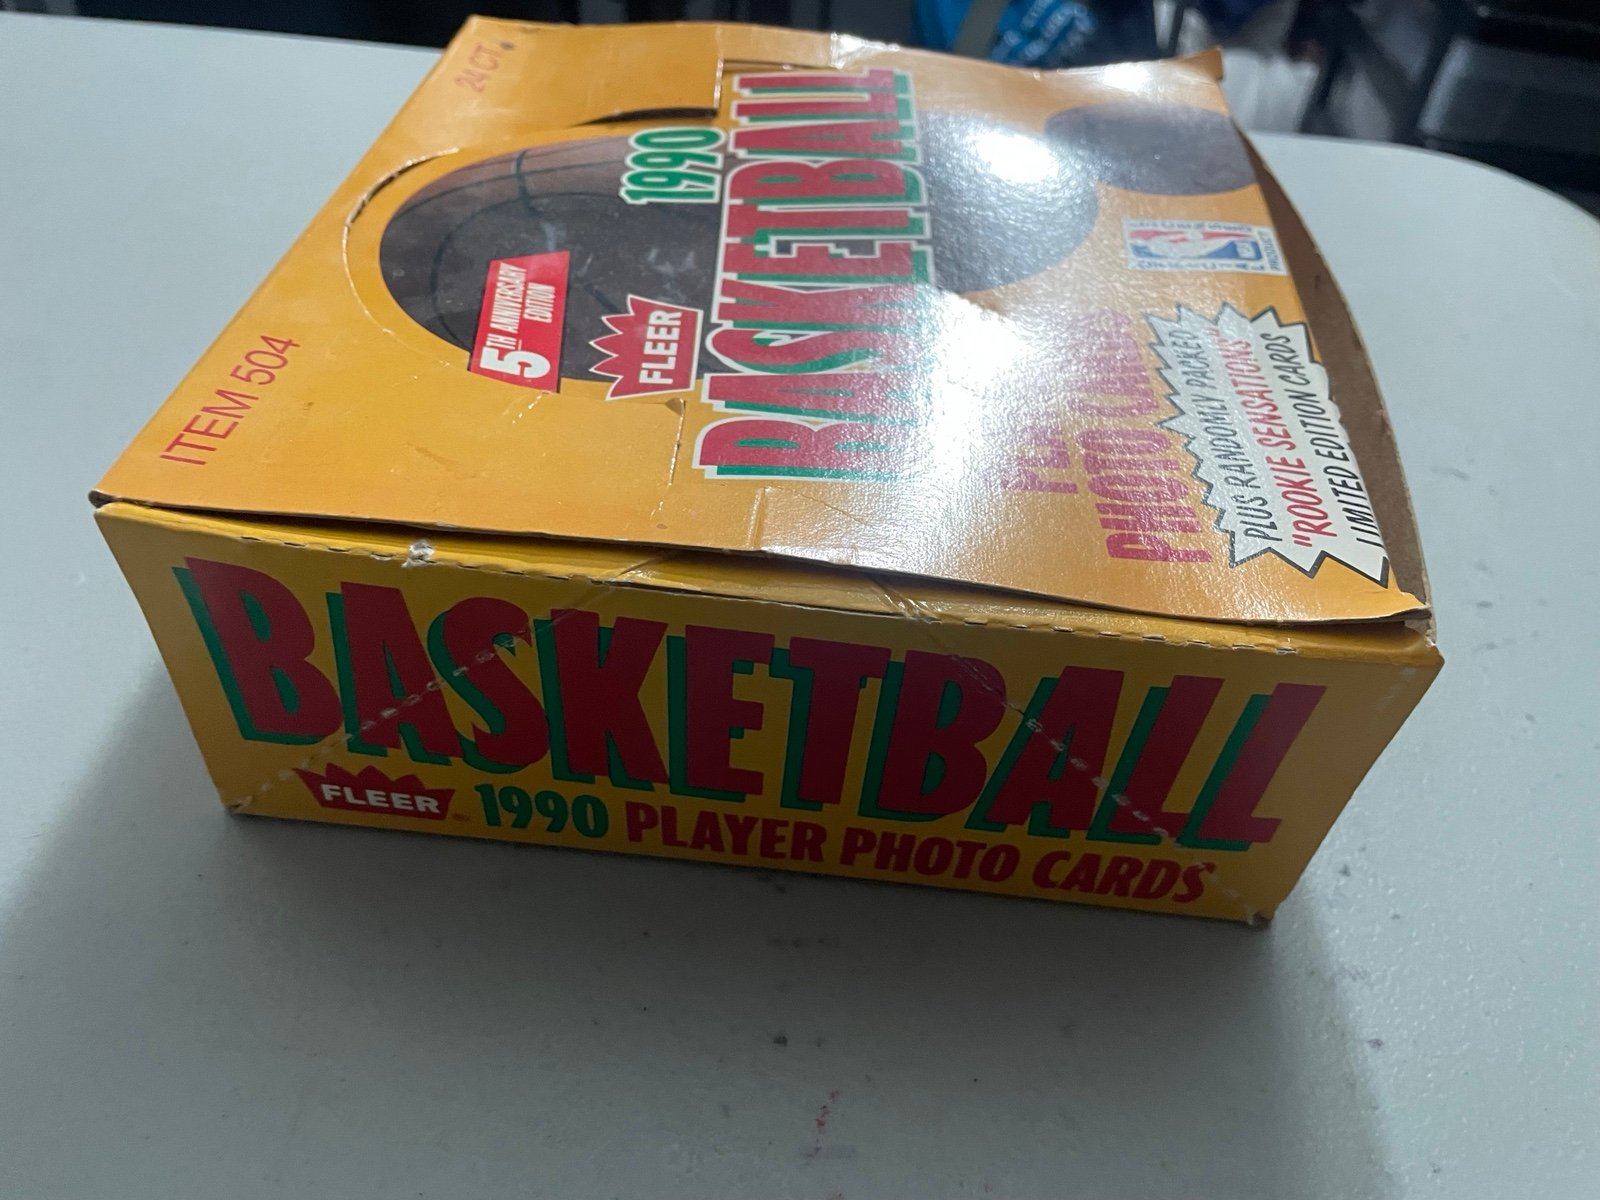 24 CT.
ITEM 504
1990
BASKETBALL
5TH ANNIVERSARY
EDITION
FLEER
PHOTO CARDS
PLUS RANDOMLY PACKED
"ROOKIE SENSATIONS"
LIMITED EDITION CARDS
BASKETBALL
FLEER
1990 PLAYER PHOTO CARDS